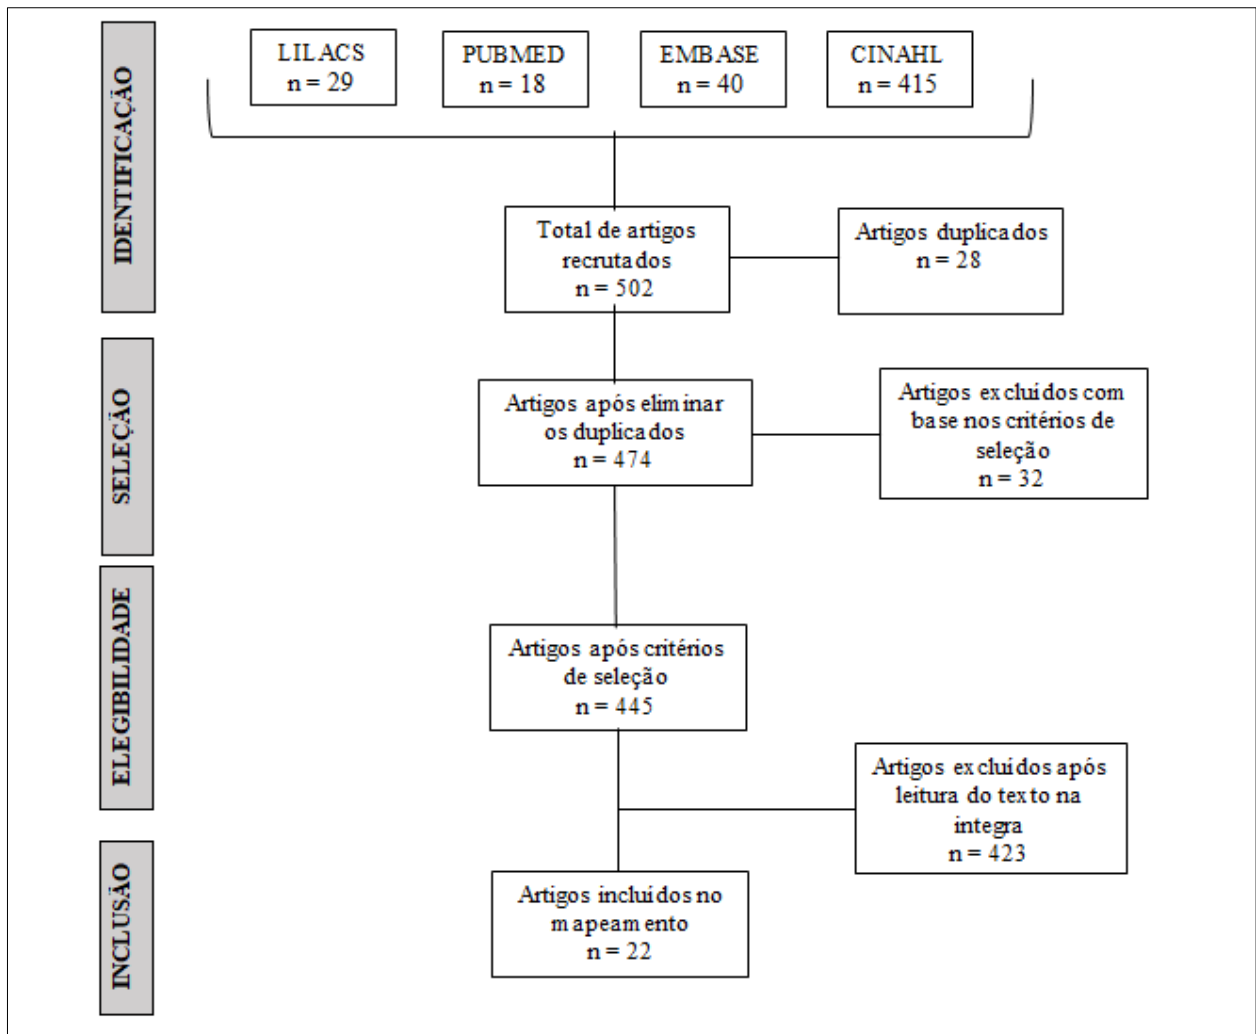 IDENTIFICAÇÃO
LILACS
n = 29
PUBMED
n = 18
EMBASE
n = 40
CINAHL
n = 415
Total de artigos
recrutados
n = 502
Artigos duplicados
n = 28
SELEÇÃO
Artigos após eliminar
os duplicados
n = 474
Artigos excluídos com
base nos critérios de
seleção
n = 32
ELEGIBILIDADE
Artigos após critérios
de seleção
n = 445
Artigos excluídos após
leitura do texto na
integra
n = 423
INCLUSÃO
Artigos incluídos no
mapeamento
n = 22